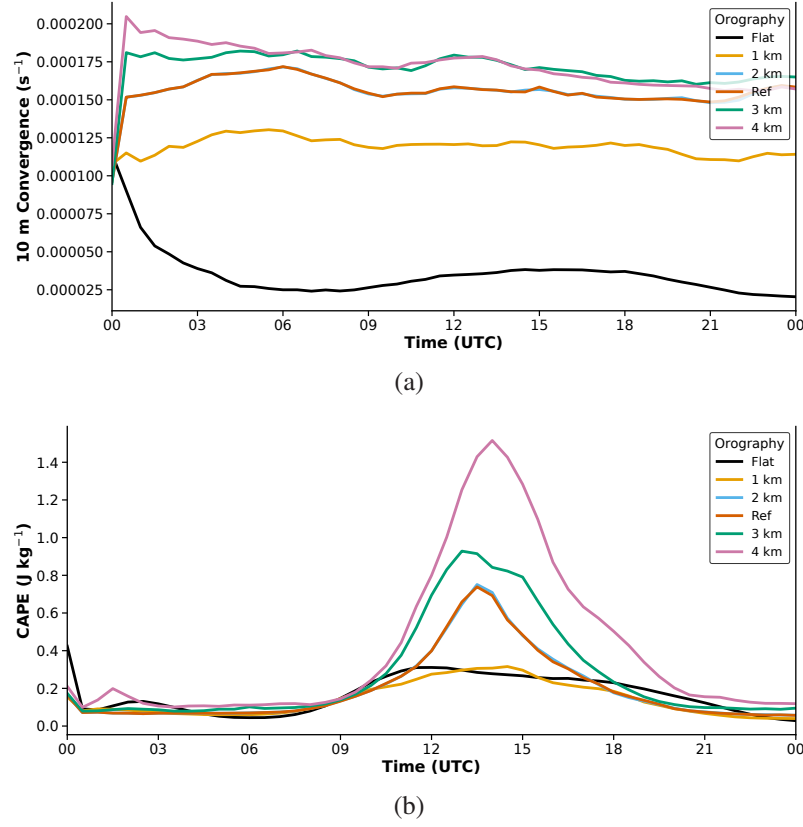 0.000200
0.000175
0.000150
0.000125
0.000100
0.000075
0.000050
0.000025
10 m Convergence (s⁻¹)
Orography
Flat
1 km
2 km
Ref
3 km
4 km
00 03 06 09 12 15 18 21 00
Time (UTC)
(a)
1.4
1.2
1.0
0.8
0.6
0.4
0.2
0.0
CAPE (J kg⁻¹)
Orography
Flat
1 km
2 km
Ref
3 km
4 km
00 03 06 09 12 15 18 21 00
Time (UTC)
(b)